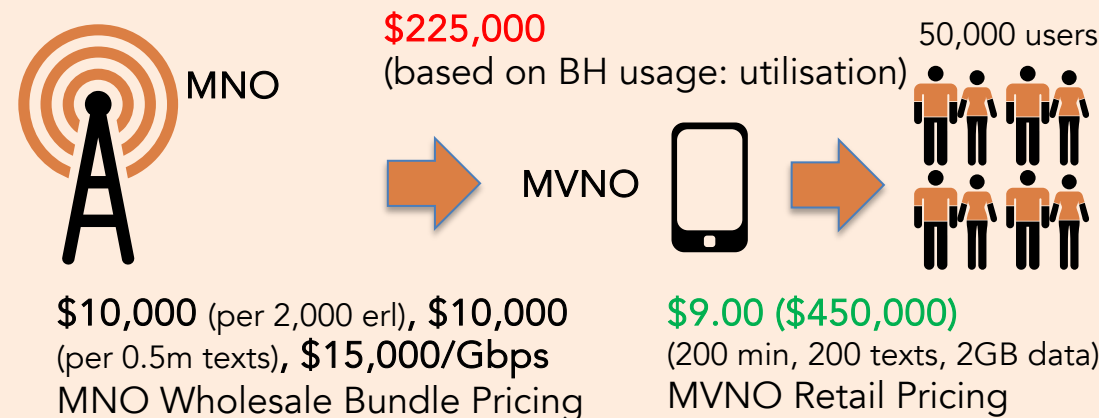 $225,000
(based on BH usage: utilisation)
50,000 users
MNO
MVNO
$10,000 (per 2,000 erl), $10,000
(per 0.5m texts), $15,000/Gbps
MNO Wholesale Bundle Pricing
$9.00 ($450,000)
(200 min, 200 texts, 2GB data)
MVNO Retail Pricing